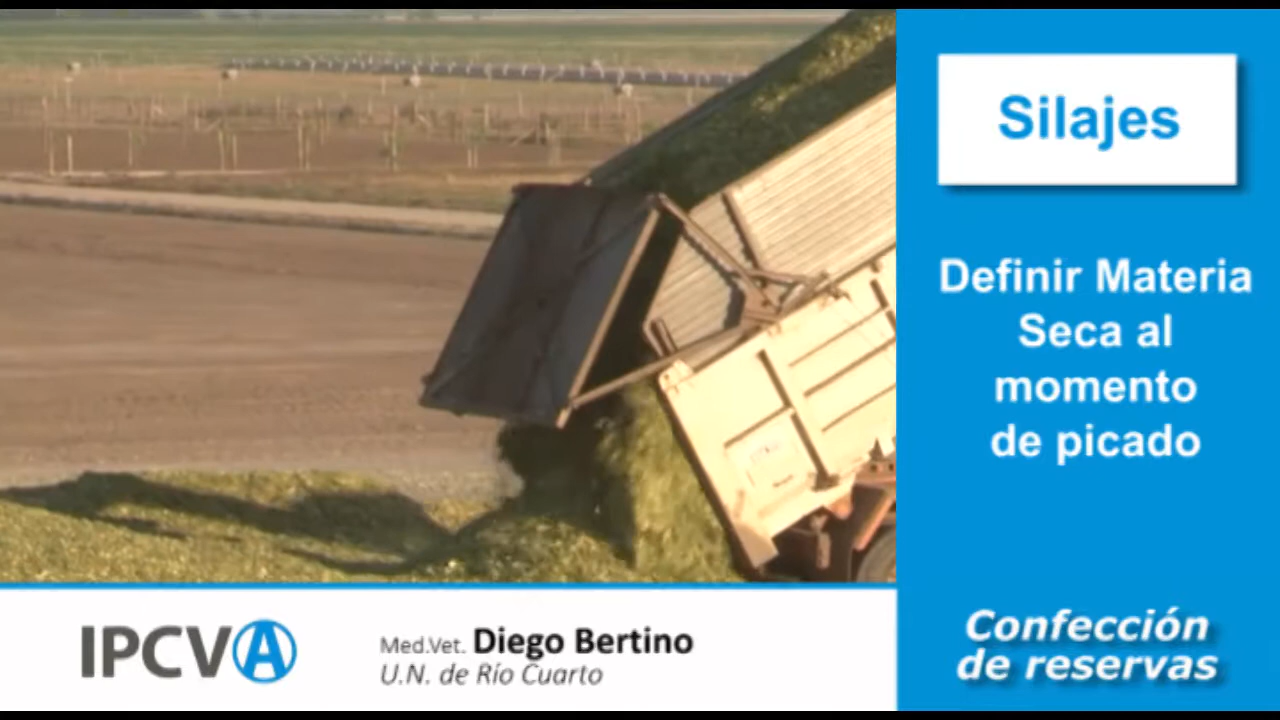 Silajes
Definir Materia
Seca al
momento
de picado
Confección
de reservas
IPCVA
Med.Vet. Diego Bertino
U.N. de Río Cuarto